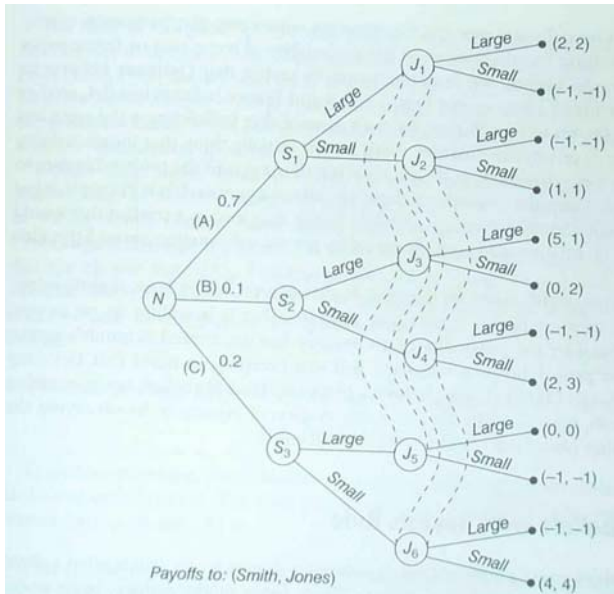 Large
(2, 2)
J1
Small
(−1, −1)
Large
S1
Small
J2
Large
(−1, −1)
Small
(1, 1)
0.7
(A)
Large
(5, 1)
J3
Large
Small
(0, 2)
N
(B) 0.1
S2
Small
Large
(−1, −1)
J4
Small
(2, 3)
(C)
0.2
Large
(0, 0)
S3
Large
J5
Small
(−1, −1)
Small
Large
(−1, −1)
J6
Small
(4, 4)
Payoffs to: (Smith, Jones)